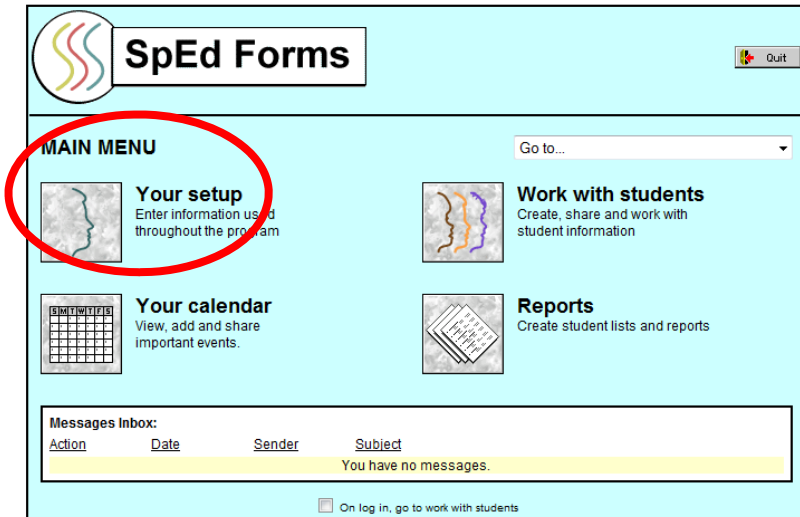 SpEd Forms
Quit
MAIN MENU
Go to...
Your setup
Enter information used
throughout the program
Work with students
Create, share and work with
student information
S M T W T F S
Your calendar
View, add and share
important events.
Reports
Create student lists and reports
Messages Inbox:
Action Date Sender Subject
You have no messages.
On log in, go to work with students